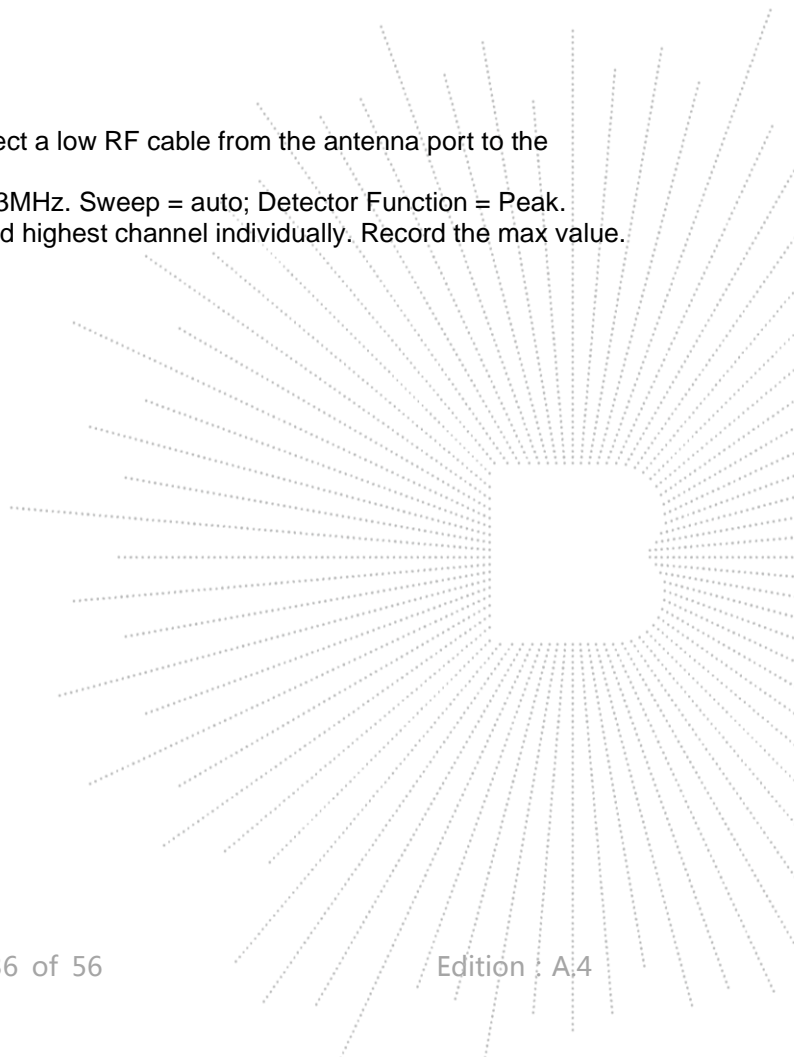 ect a low RF cable from the antenna port to the
3MHz. Sweep = auto; Detector Function = Peak.
d highest channel individually. Record the max value.
6 of 56
Edition : A.4